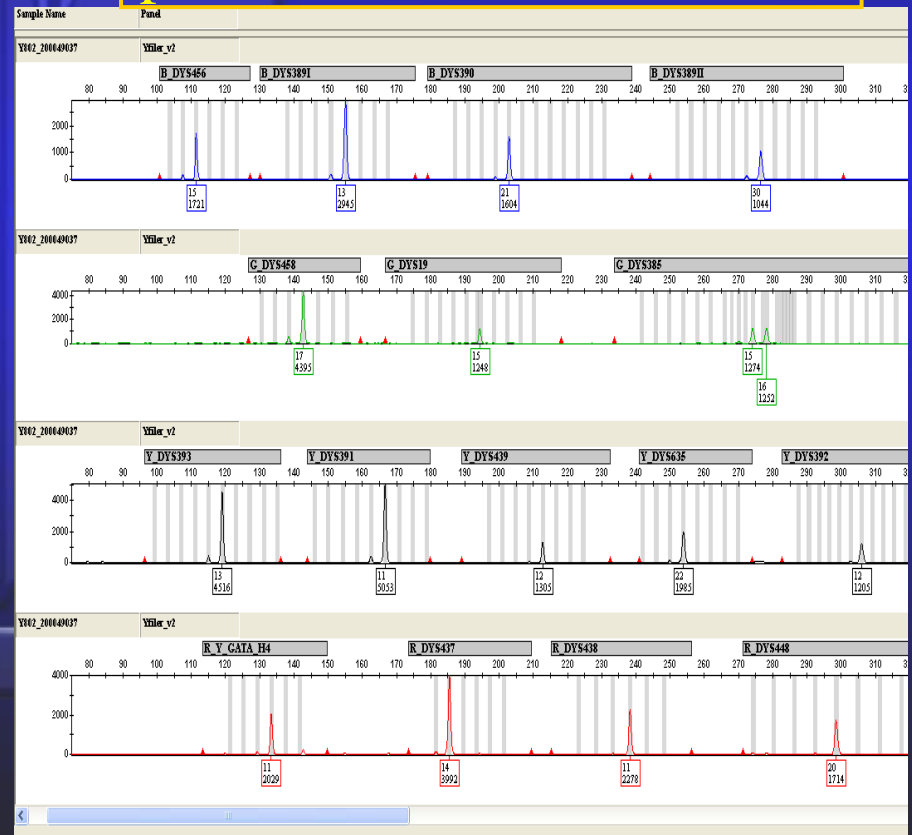 Sample Name Panel
Y802_200049037 Yfiler_v2
B_DYS456 B_DYS389I B_DYS390 B_DYS389II
80 90 100 110 120 130 140 150 160 170 180 190 200 210 220 230 240 250 260 270 280 290 300 310
2000
1000
0
15 13 21 30
1721 2945 1604 1044
Y802_200049037 Yfiler_v2
G_DYS458 G_DYS19 G_DYS385
80 90 100 110 120 130 140 150 160 170 180 190 200 210 220 230 240 250 260 270 280 290 300 310
4000
2000
0
17 15 15
4395 1248 1274
16
1252
Y802_200049037 Yfiler_v2
Y_DYS393 Y_DYS391 Y_DYS439 Y_DYS635 Y_DYS392
80 90 100 110 120 130 140 150 160 170 180 190 200 210 220 230 240 250 260 270 280 290 300 310
4000
2000
0
13 11 12 22 12
4516 5053 1305 1985 1205
Y802_200049037 Yfiler_v2
R_Y_GATA_H4 R_DYS437 R_DYS438 R_DYS448
80 90 100 110 120 130 140 150 160 170 180 190 200 210 220 230 240 250 260 270 280 290 300 310
4000
2000
0
11 14 11 20
2029 3992 2278 1714